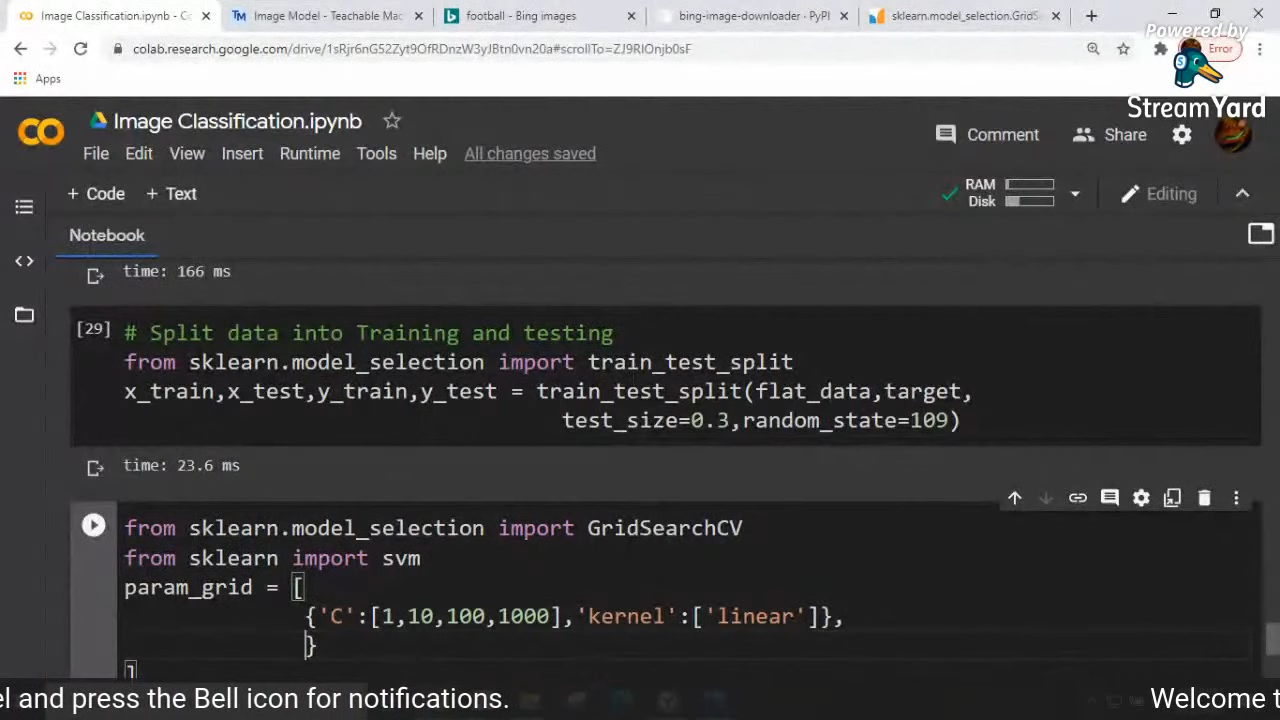 Image Classification.ipynb - Co
Image Model - Teachable Mac
football - Bing images
bing-image-downloader · PyPI
sklearn.model_selection.GridSe
Powered by
StreamYard
colab.research.google.com/drive/1sRjr6nG52Zyt9OfRDnzW3yJBtn0vn20a#scrollTo=ZJ9RIOnjb0sF
Error
Apps
Image Classification.ipynb
Comment
Share
File Edit View Insert Runtime Tools Help All changes saved
+ Code + Text
RAM
Disk
Editing
Notebook
time: 166 ms
[29] # Split data into Training and testing
from sklearn.model_selection import train_test_split
x_train,x_test,y_train,y_test = train_test_split(flat_data,target,
test_size=0.3,random_state=109)
time: 23.6 ms
from sklearn.model_selection import GridSearchCV
from sklearn import svm
param_grid = [
{'C':[1,10,100,1000],'kernel':['linear']},
}
]
el and press the Bell icon for notifications.
Welcome t